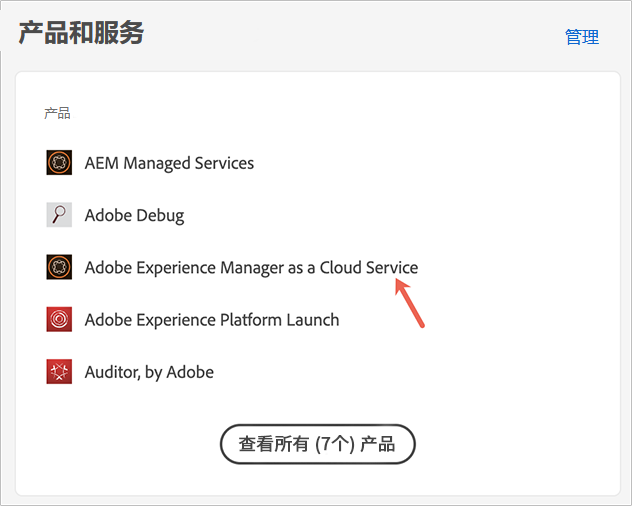 产品和服务
管理
产品
AEM Managed Services
Adobe Debug
Adobe Experience Manager as a Cloud Service
Adobe Experience Platform Launch
Auditor, by Adobe
查看所有 (7个) 产品